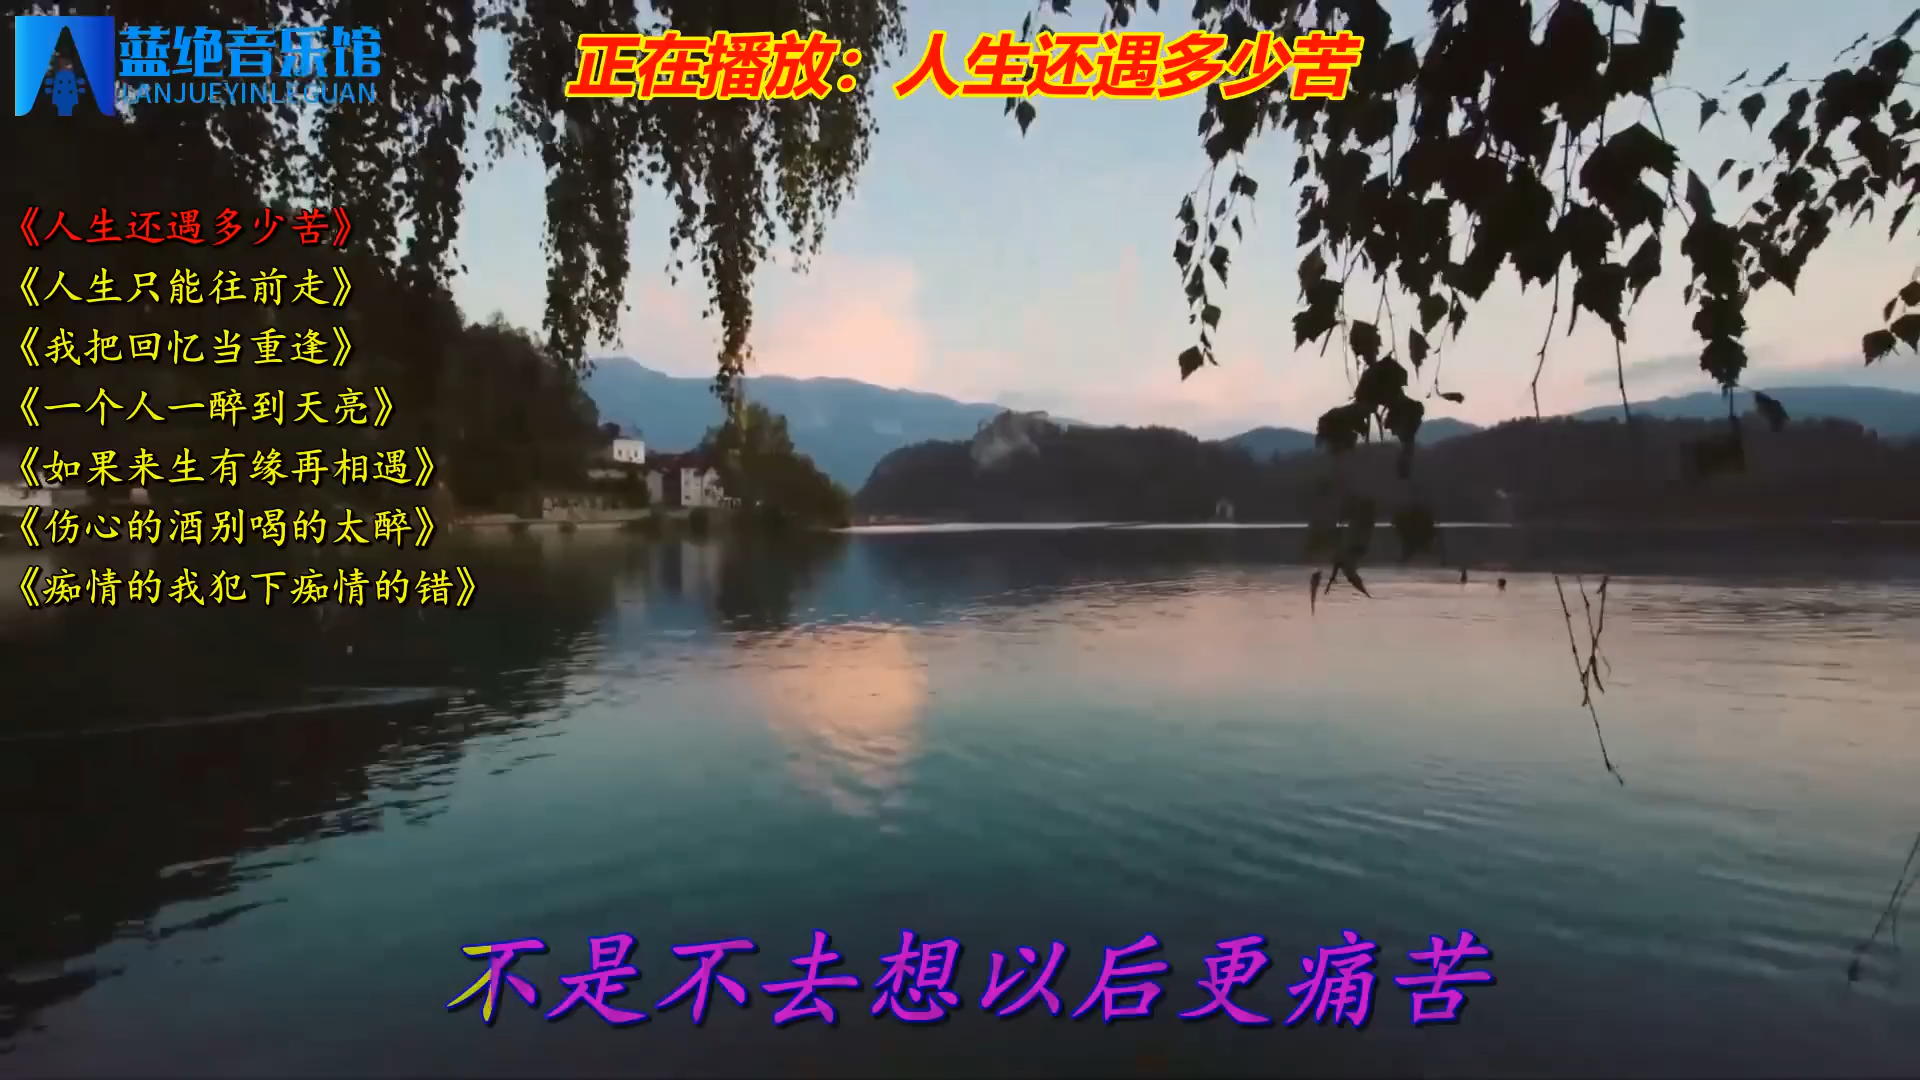 蓝绝音乐馆
LANJUEYINLEGUAN
正在播放：人生还遇多少苦
《人生还遇多少苦》
《人生只能往前走》
《我把回忆当重逢》
《一个人一醉到天亮》
《如果来生有缘再相遇》
《伤心的酒别喝的太醉》
《痴情的我犯下痴情的错》
不是不去想以后更痛苦